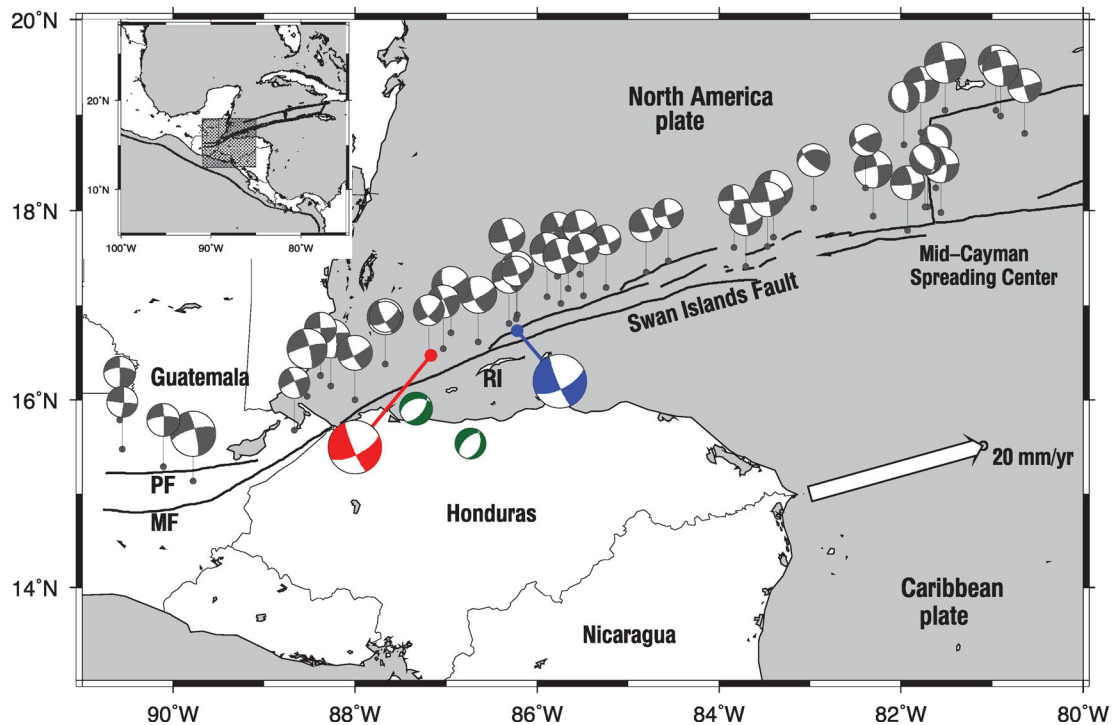 20˚N
18˚N
16˚N
14˚N
90˚W
88˚W
86˚W
84˚W
82˚W
80˚W
20˚N
10˚N
100˚W
90˚W
80˚W
North America
plate
Mid–Cayman
Spreading Center
Swan Islands Fault
Guatemala
RI
PF
MF
20 mm/yr
Honduras
Caribbean
plate
Nicaragua